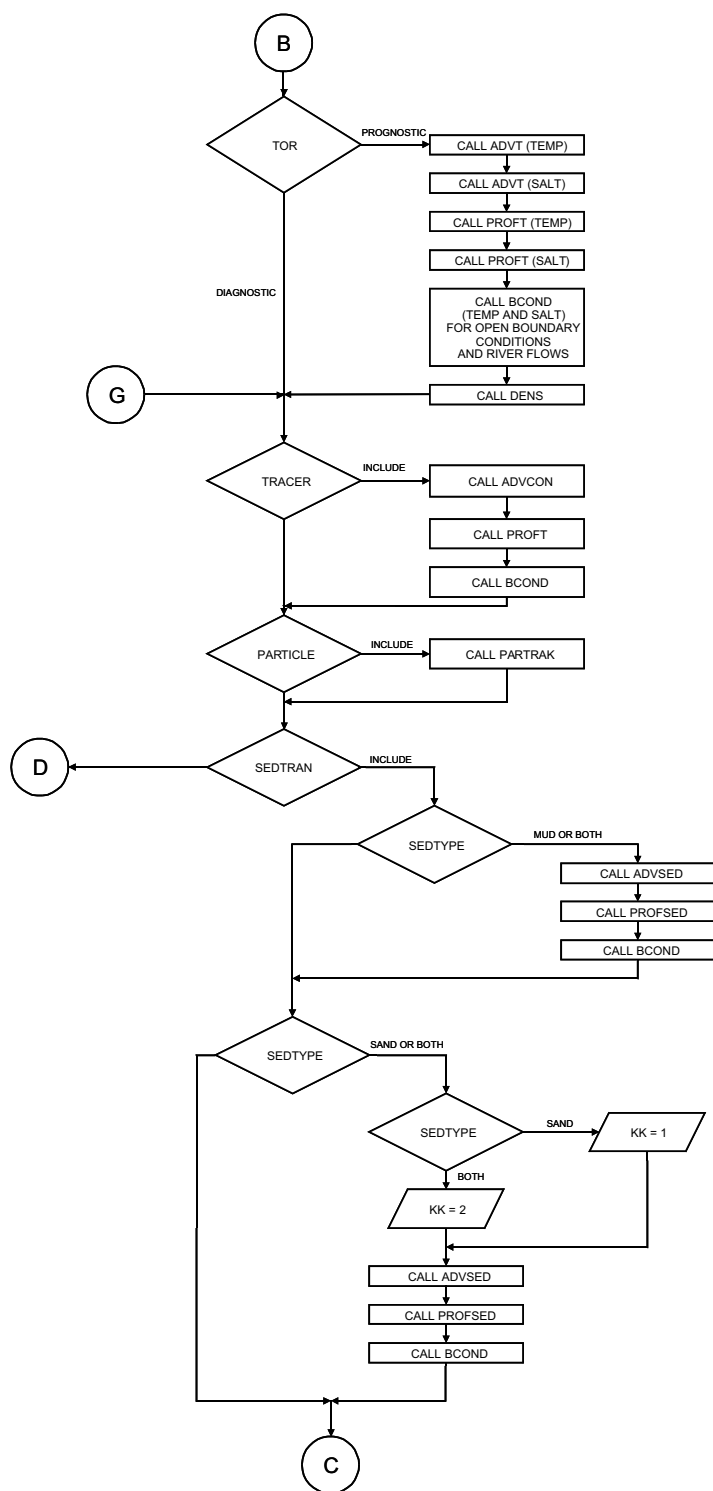 B
TOR
PROGNOSTIC
CALL ADVT (TEMP)
CALL ADVT (SALT)
CALL PROFT (TEMP)
CALL PROFT (SALT)
DIAGNOSTIC
CALL BCOND
(TEMP AND SALT)
FOR OPEN BOUNDARY
CONDITIONS
AND RIVER FLOWS
G
CALL DENS
TRACER
INCLUDE
CALL ADVCON
CALL PROFT
CALL BCOND
PARTICLE
INCLUDE
CALL PARTRAK
D
SEDTRAN
INCLUDE
SEDTYPE
MUD OR BOTH
CALL ADVSED
CALL PROFSED
CALL BCOND
SEDTYPE
SAND OR BOTH
SEDTYPE
SAND
KK = 1
BOTH
KK = 2
CALL ADVSED
CALL PROFSED
CALL BCOND
C